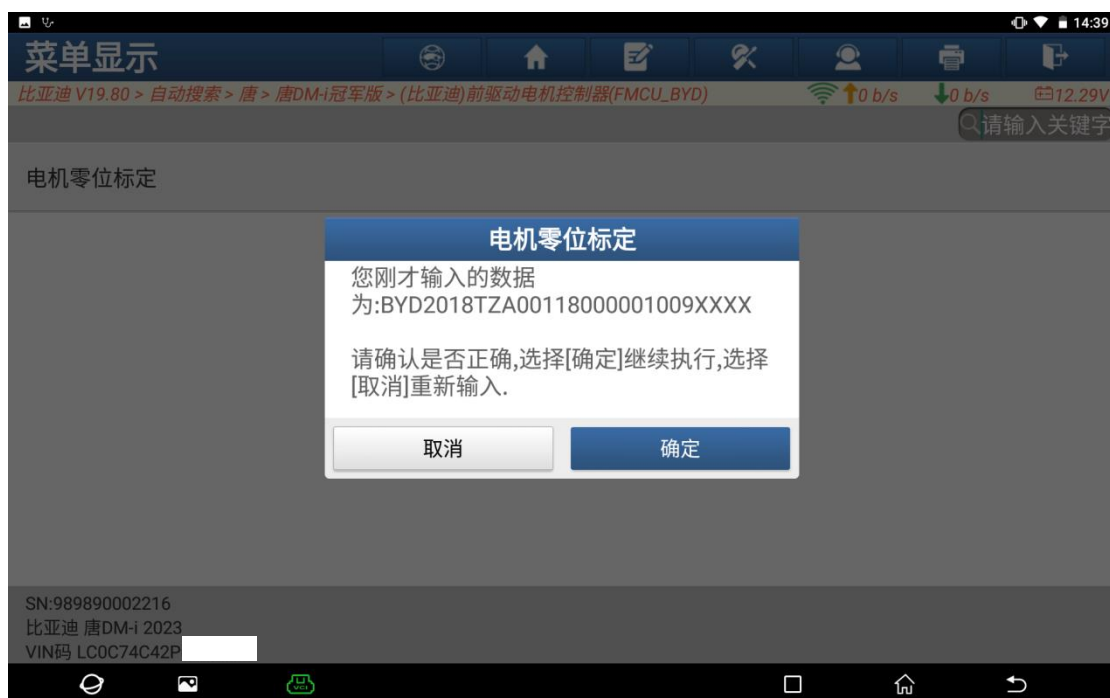 14:39
菜单显示
比亚迪 V19.80 > 自动搜索 > 唐 > 唐DM-i冠军版 > (比亚迪)前驱动电机控制器(FMCU_BYD) 0 b/s 0 b/s 12.29V
请输入关键字
电机零位标定
电机零位标定
您刚才输入的数据
为:BYD2018TZA00118000001009XXXX
请确认是否正确,选择[确定]继续执行,选择
[取消]重新输入.
取消 确定
SN:989890002216
比亚迪 唐DM-i 2023
VIN码 LC0C74C42P
VCI